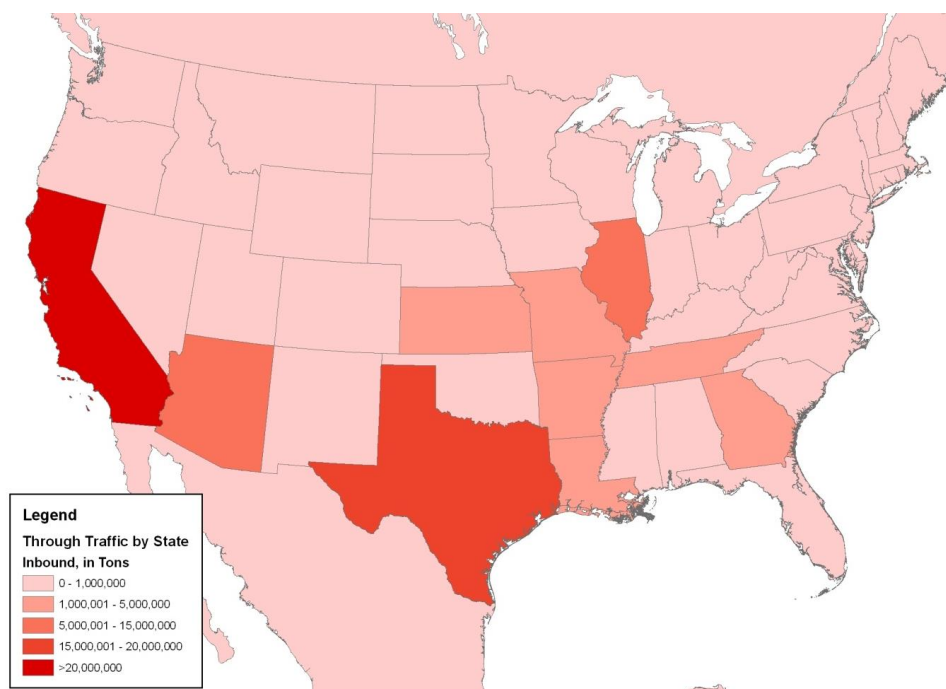 Legend
Through Traffic by State
Inbound, in Tons
0 - 1,000,000
1,000,001 - 5,000,000
5,000,001 - 15,000,000
15,000,001 - 20,000,000
>20,000,000